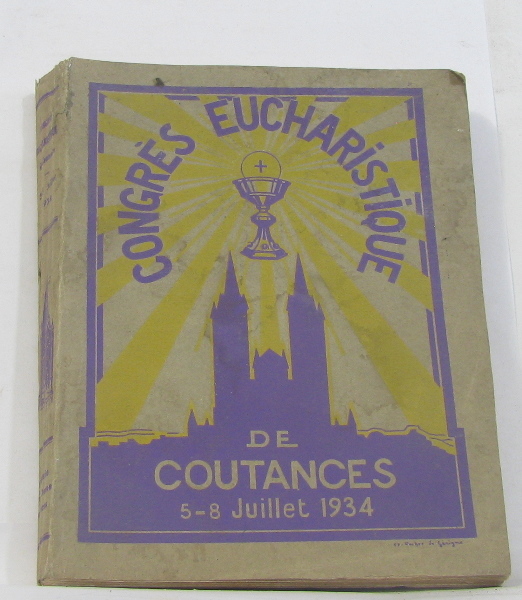 CONGRÈS EUCHARISTIQUE
DE
COUTANCES
5-8 Juillet 1934